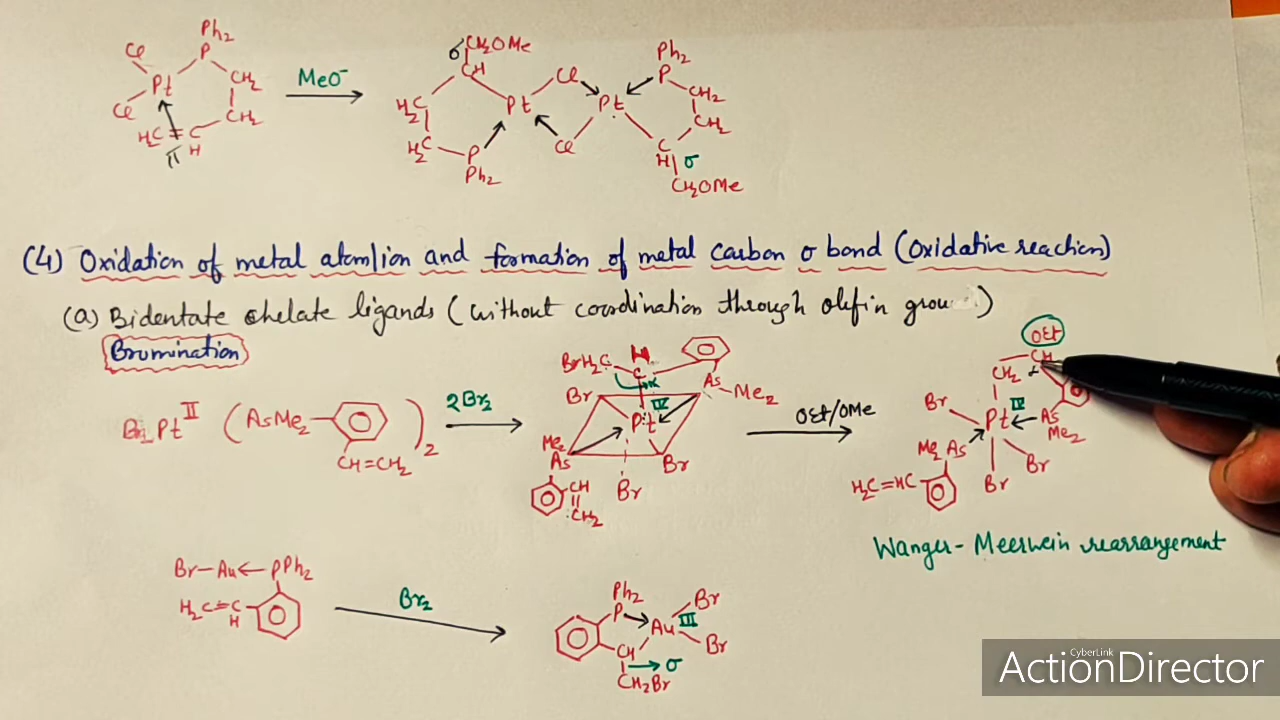 Ph2
Cl P
Pt CH2
Cl CH2
H2C=C
π H
MeO⁻
σ CH2OMe
CH Cl
H2C Pt Pt
H2C P Cl
Ph2
Ph2
P
CH2
CH2
C
H σ
CH2OMe
(4) Oxidation of metal atom/ion and formation of metal carbon σ bond (Oxidative reaction)
(a) Bidentate chelate ligands (without coordination through olefin grou )
Bromination
Br2PtII (AsMe2 CH=CH2)2
2Br2
BrH2C C H
α
Br As Me2
IV
Pt
Me2
As Br
CH
CH2
Br
OEt/OMe
OEt
CH
CH2 α
Br Pt IV As
Me2 As Me2
Br
H2C=HC Br
Wanger-Meerwein rearrangement
Br-Au←PPh2
H2C=C
H
Br2
Ph2
P→Au III Br
Br
CH →σ
CH2Br
CyberLink
ActionDirector